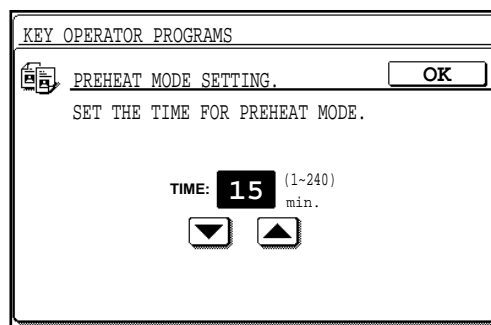 KEY OPERATOR PROGRAMS
PREHEAT MODE SETTING. OK
SET THE TIME FOR PREHEAT MODE.
TIME: 15 (1~240)
min.